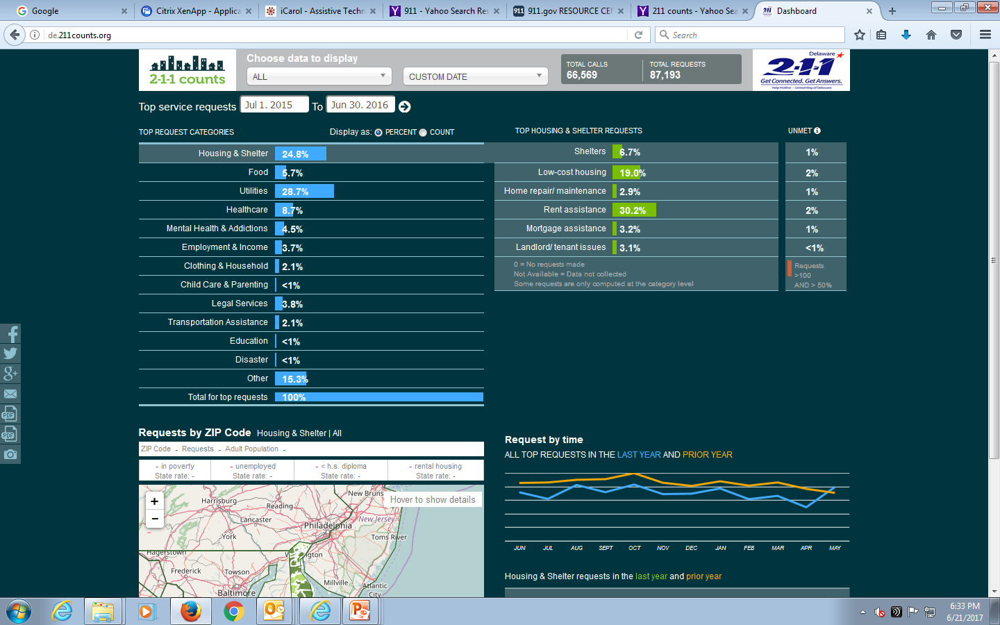 Google
Citrix XenApp - Applica
iCarol - Assistive Techn
911 - Yahoo Search Res
911.gov RESOURCE CEN
211 counts - Yahoo Sea
Dashboard
de.211counts.org
Search
2-1-1 counts
Choose data to display
ALL
CUSTOM DATE
TOTAL CALLS
66,569
TOTAL REQUESTS
87,193
Delaware
2-1-1
Get Connected. Get Answers.
Help Hotline - United Way of Delaware
Top service requests Jul 1, 2015 To Jun 30, 2016
TOP REQUEST CATEGORIES
Display as: PERCENT COUNT
Housing & Shelter 24.8%
Food 5.7%
Utilities 28.7%
Healthcare 8.7%
Mental Health & Addictions 4.5%
Employment & Income 3.7%
Clothing & Household 2.1%
Child Care & Parenting <1%
Legal Services 3.8%
Transportation Assistance 2.1%
Education <1%
Disaster <1%
Other 15.3%
Total for top requests 100%
TOP HOUSING & SHELTER REQUESTS UNMET
Shelters 6.7% 1%
Low-cost housing 19.0% 2%
Home repair/ maintenance 2.9% 1%
Rent assistance 30.2% 2%
Mortgage assistance 3.2% 1%
Landlord/ tenant issues 3.1% <1%
0 = No requests made
Not Available = Data not collected
Some requests are only computed at the category level
Requests
>100
AND > 50%
g+
PDF
PDF
Requests by ZIP Code Housing & Shelter | All
ZIP Code - Requests - Adult Population -
- in poverty
State rate: -
- unemployed
State rate: -
- < h.s. diploma
State rate: -
- rental housing
State rate: -
+
−
Hover to show details
Harrisburg
Reading
New Bruns
Lancaster
Philadelphia
New Jersey
York
Toms River
Hagerstown
Frederick
Towson
Millville
Atlantic
City
Baltimore
Request by time
ALL TOP REQUESTS IN THE LAST YEAR AND PRIOR YEAR
JUN JUL AUG SEPT OCT NOV DEC JAN FEB MAR APR MAY
Housing & Shelter requests in the last year and prior year
6:33 PM
6/21/2017